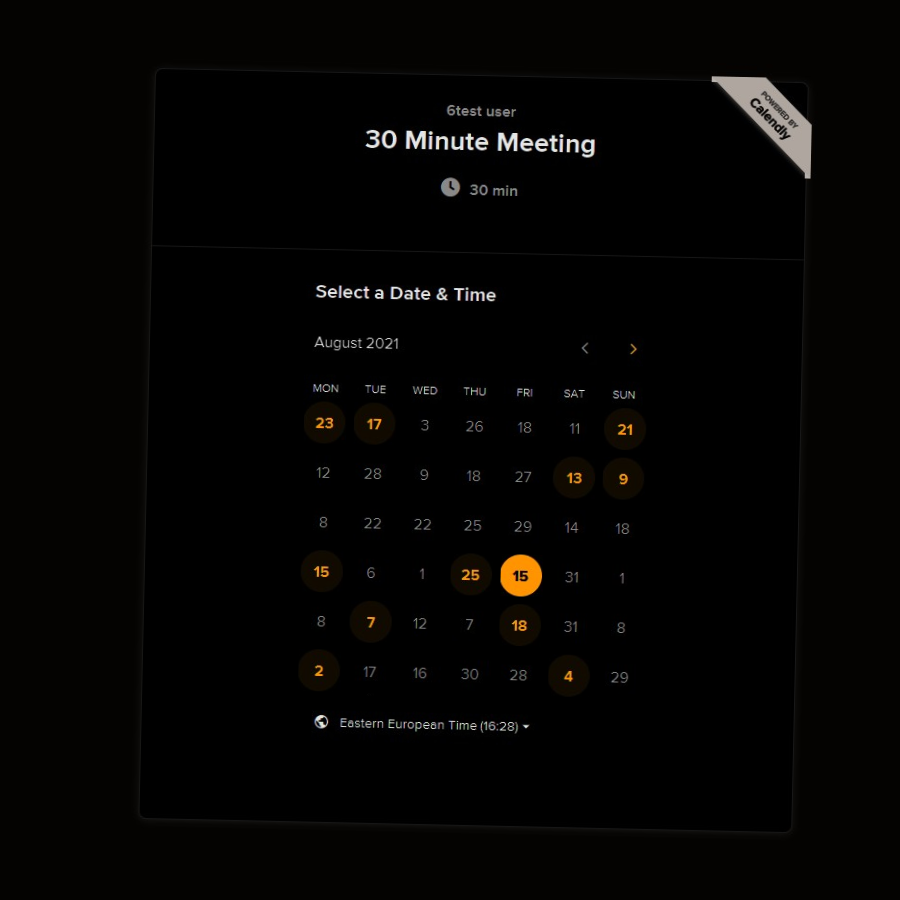 POWERED BY
Calendly
6test user
30 Minute Meeting
30 min
Select a Date & Time
August 2021
MON TUE WED THU FRI SAT SUN
23 17 3 26 18 11 21
12 28 9 18 27 13 9
8 22 22 25 29 14 18
15 6 1 25 15 31 1
8 7 12 7 18 31 8
2 17 16 30 28 4 29
Eastern European Time (16:28)